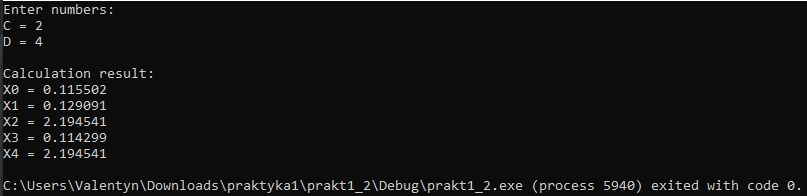 Enter numbers:
C = 2
D = 4
Calculation result:
X0 = 0.115502
X1 = 0.129091
X2 = 2.194541
X3 = 0.114299
X4 = 2.194541
C:\Users\Valentyn\Downloads\praktyka1\prakt1_2\Debug\prakt1_2.exe (process 5940) exited with code 0.